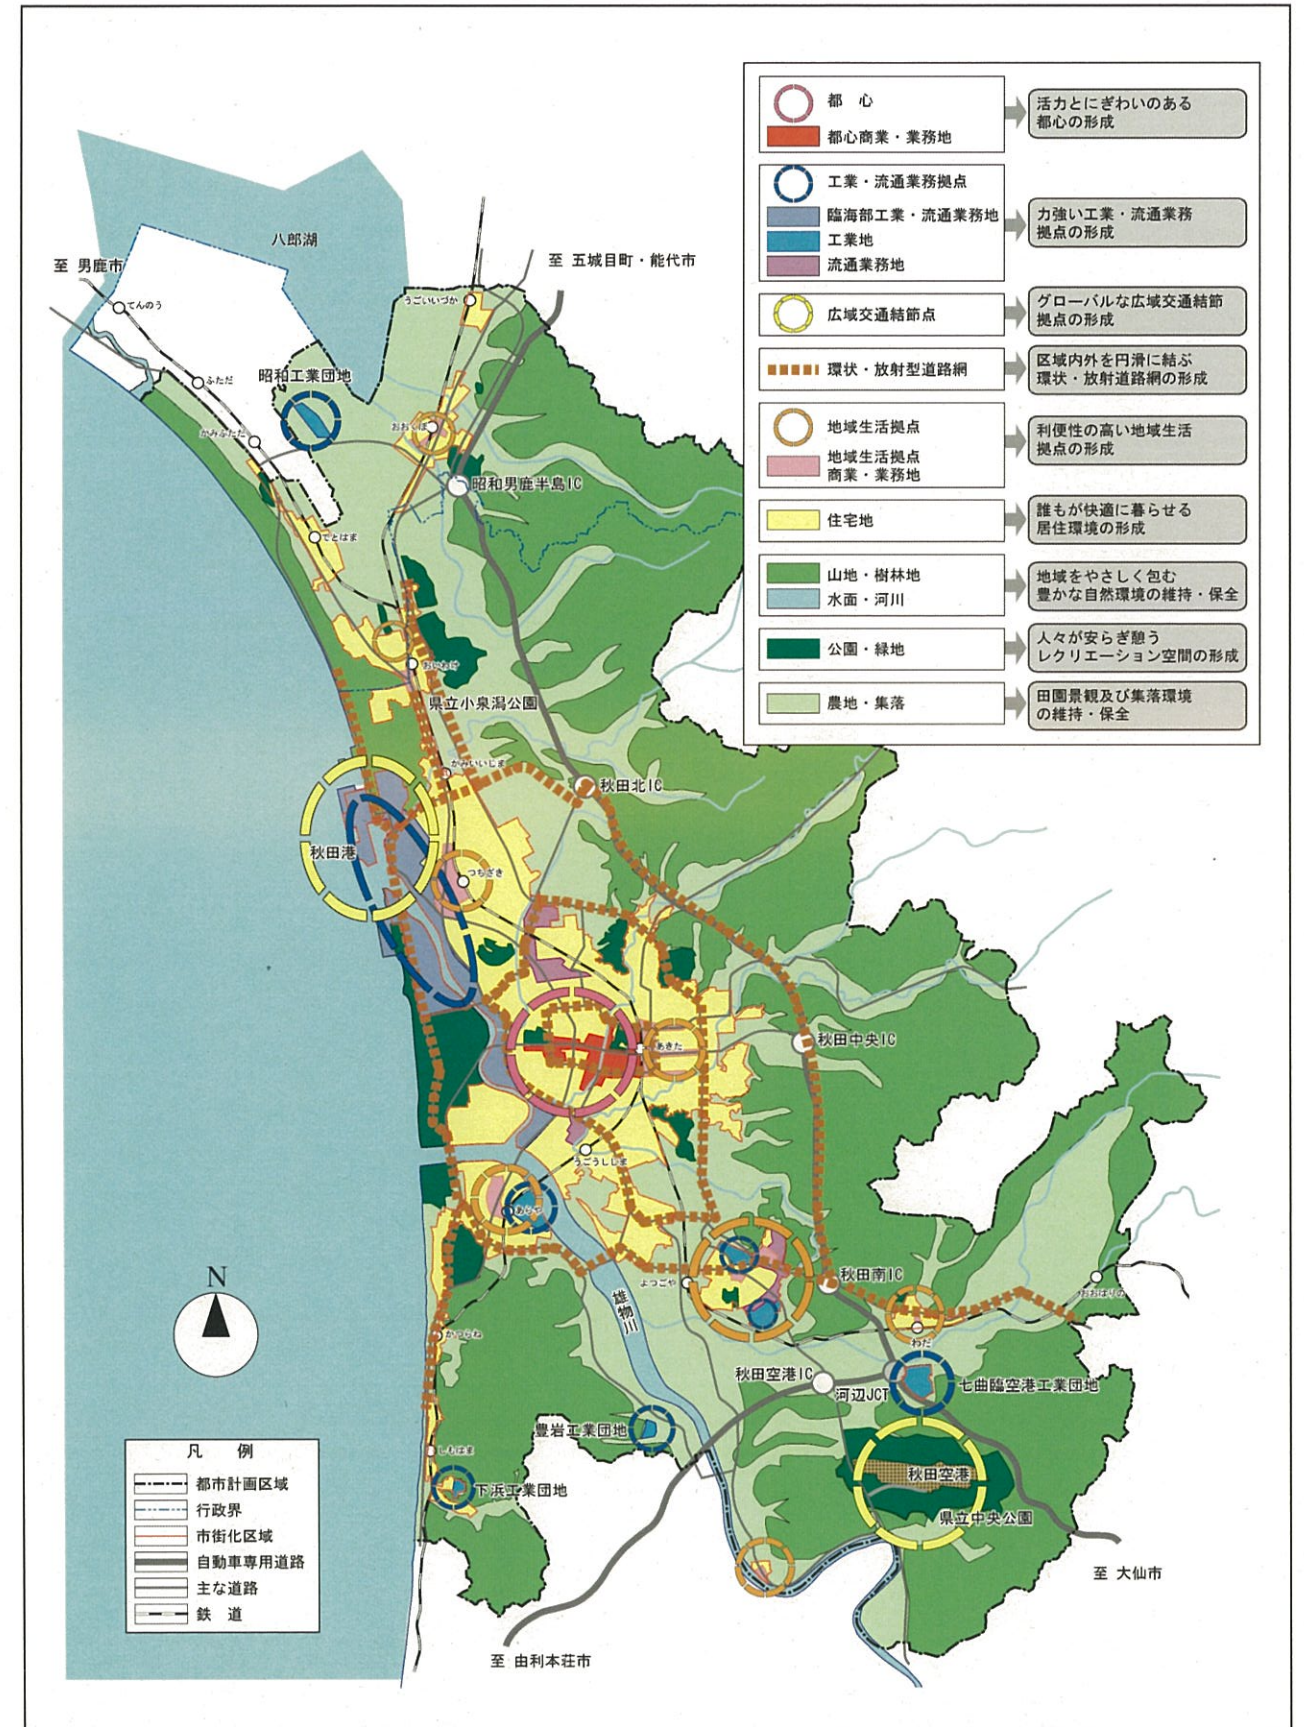 都　心
都心商業・業務地
活力とにぎわいのある
都心の形成
工業・流通業務拠点
臨海部工業・流通業務地
工業地
流通業務地
力強い工業・流通業務
拠点の形成
広域交通結節点
グローバルな広域交通結節
拠点の形成
環状・放射型道路網
区域内外を円滑に結ぶ
環状・放射道路網の形成
地域生活拠点
地域生活拠点
商業・業務地
利便性の高い地域生活
拠点の形成
住宅地
誰もが快適に暮らせる
居住環境の形成
山地・樹林地
水面・河川
地域をやさしく包む
豊かな自然環境の維持・保全
公園・緑地
人々が安らぎ憩う
レクリエーション空間の形成
農地・集落
田園景観及び集落環境
の維持・保全
八郎湖
至 男鹿市
至 五城目町・能代市
てんのう
うごいいづか
ふただ
昭和工業団地
かみふただ
おおくぼ
昭和男鹿半島IC
でとはま
おいわけ
県立小泉潟公園
かみいいじま
秋田北IC
秋田港
つちざき
あきた
秋田中央IC
うごうしじま
あらや
よつごや
秋田南IC
おおばりの
わだ
雄物川
N
かつらね
秋田空港IC
河辺JCT
七曲臨空港工業団地
豊岩工業団地
しもはま
下浜工業団地
秋田空港
県立中央公園
至 大仙市
至 由利本荘市
凡　例
都市計画区域
行政界
市街化区域
自動車専用道路
主な道路
鉄　道